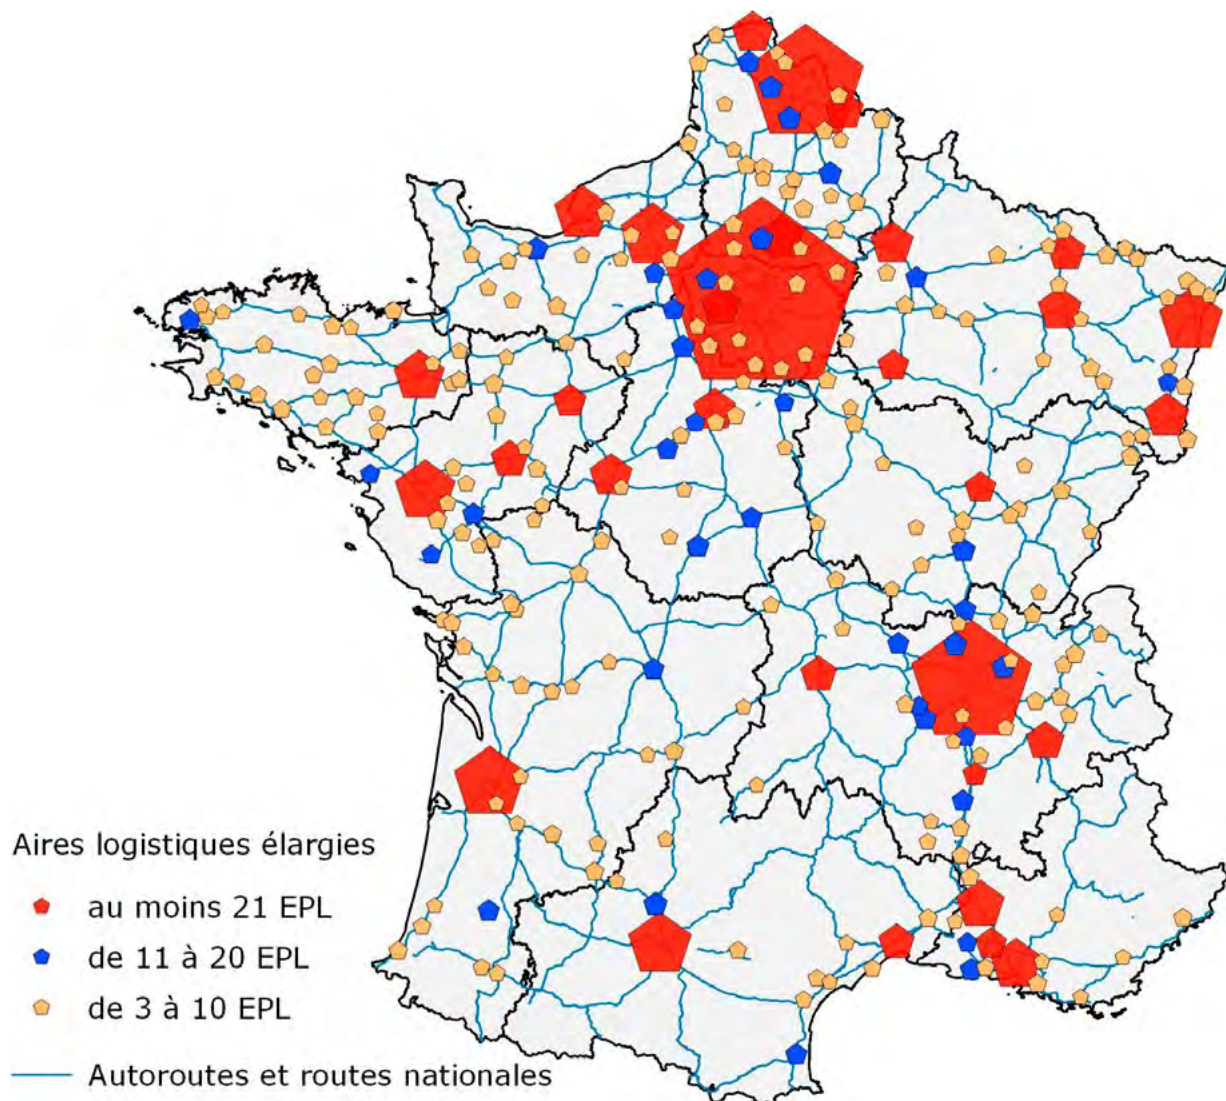 Aires logistiques élargies
au moins 21 EPL
de 11 à 20 EPL
de 3 à 10 EPL
Autoroutes et routes nationales